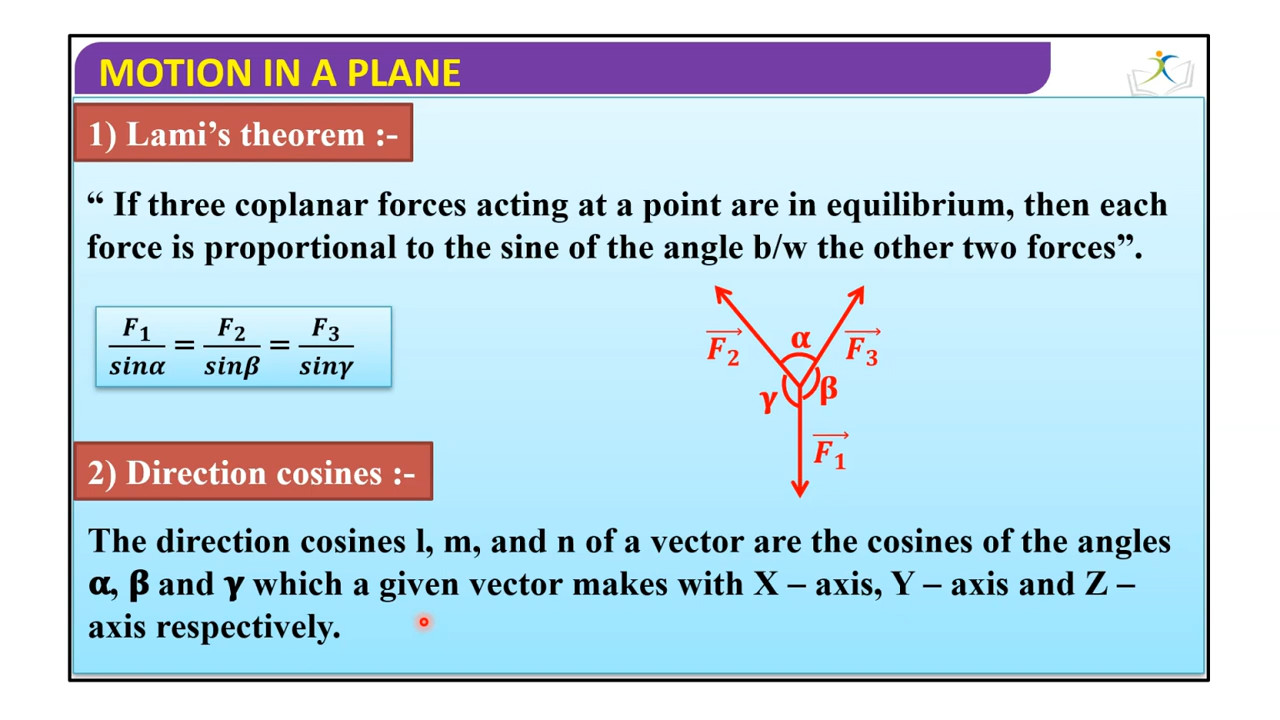 MOTION IN A PLANE
1) Lami's theorem :-
“ If three coplanar forces acting at a point are in equilibrium, then each
force is proportional to the sine of the angle b/w the other two forces”.
F₁/sinα = F₂/sinβ = F₃/sinγ
F₂ α F₃
γ β
F₁
2) Direction cosines :-
The direction cosines l, m, and n of a vector are the cosines of the angles
α, β and γ which a given vector makes with X – axis, Y – axis and Z –
axis respectively.